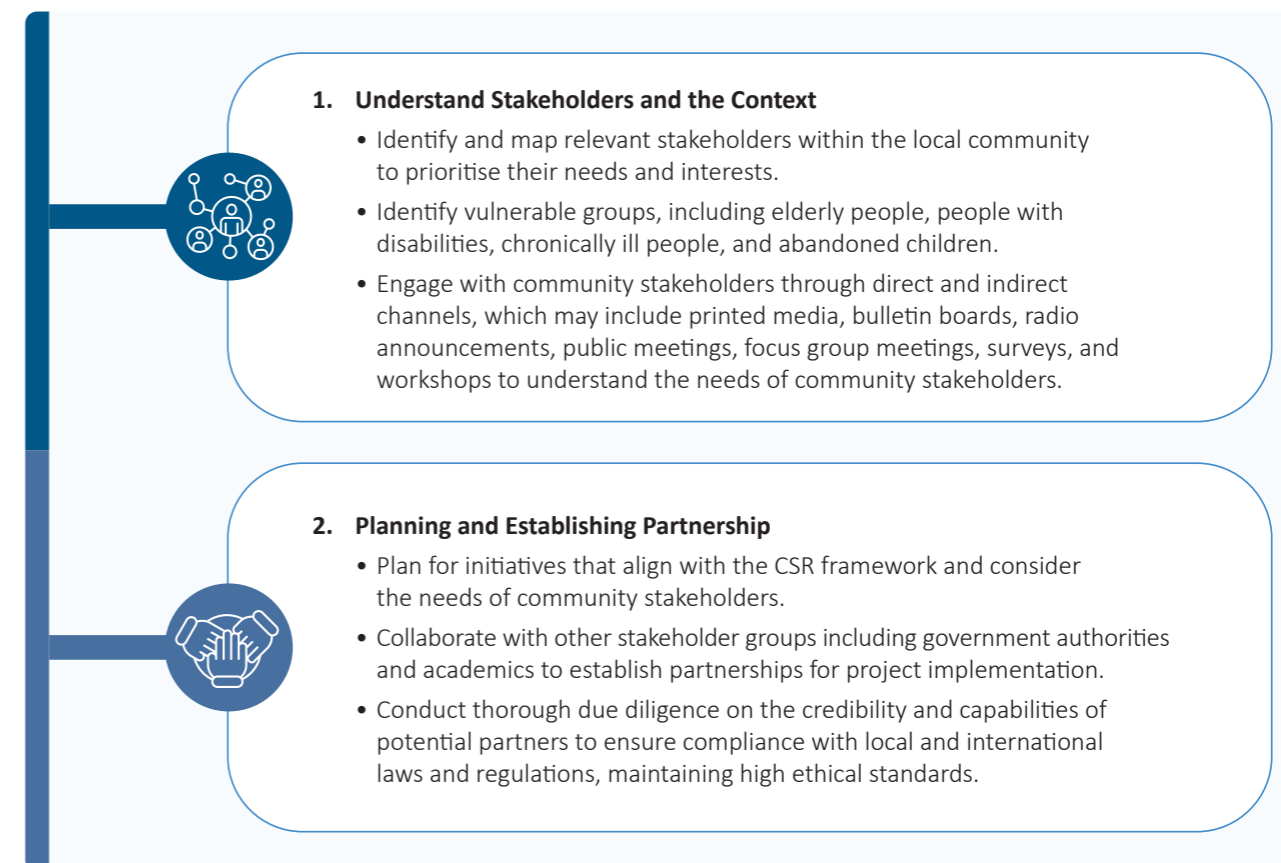 1. Understand Stakeholders and the Context
• Identify and map relevant stakeholders within the local community
to prioritise their needs and interests.
• Identify vulnerable groups, including elderly people, people with
disabilities, chronically ill people, and abandoned children.
• Engage with community stakeholders through direct and indirect
channels, which may include printed media, bulletin boards, radio
announcements, public meetings, focus group meetings, surveys, and
workshops to understand the needs of community stakeholders.
2. Planning and Establishing Partnership
• Plan for initiatives that align with the CSR framework and consider
the needs of community stakeholders.
• Collaborate with other stakeholder groups including government authorities
and academics to establish partnerships for project implementation.
• Conduct thorough due diligence on the credibility and capabilities of
potential partners to ensure compliance with local and international
laws and regulations, maintaining high ethical standards.